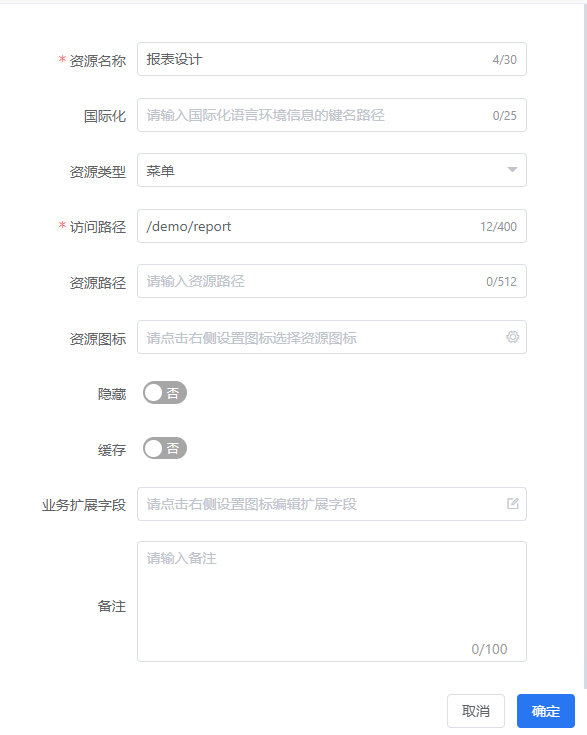 * 资源名称 报表设计 4/30
国际化 请输入国际化语言环境信息的键名路径 0/25
资源类型 菜单
* 访问路径 /demo/report 12/400
资源路径 请输入资源路径 0/512
资源图标 请点击右侧设置图标选择资源图标
隐藏 否
缓存 否
业务扩展字段 请点击右侧设置图标编辑扩展字段
请输入备注
备注
0/100
取消 确定